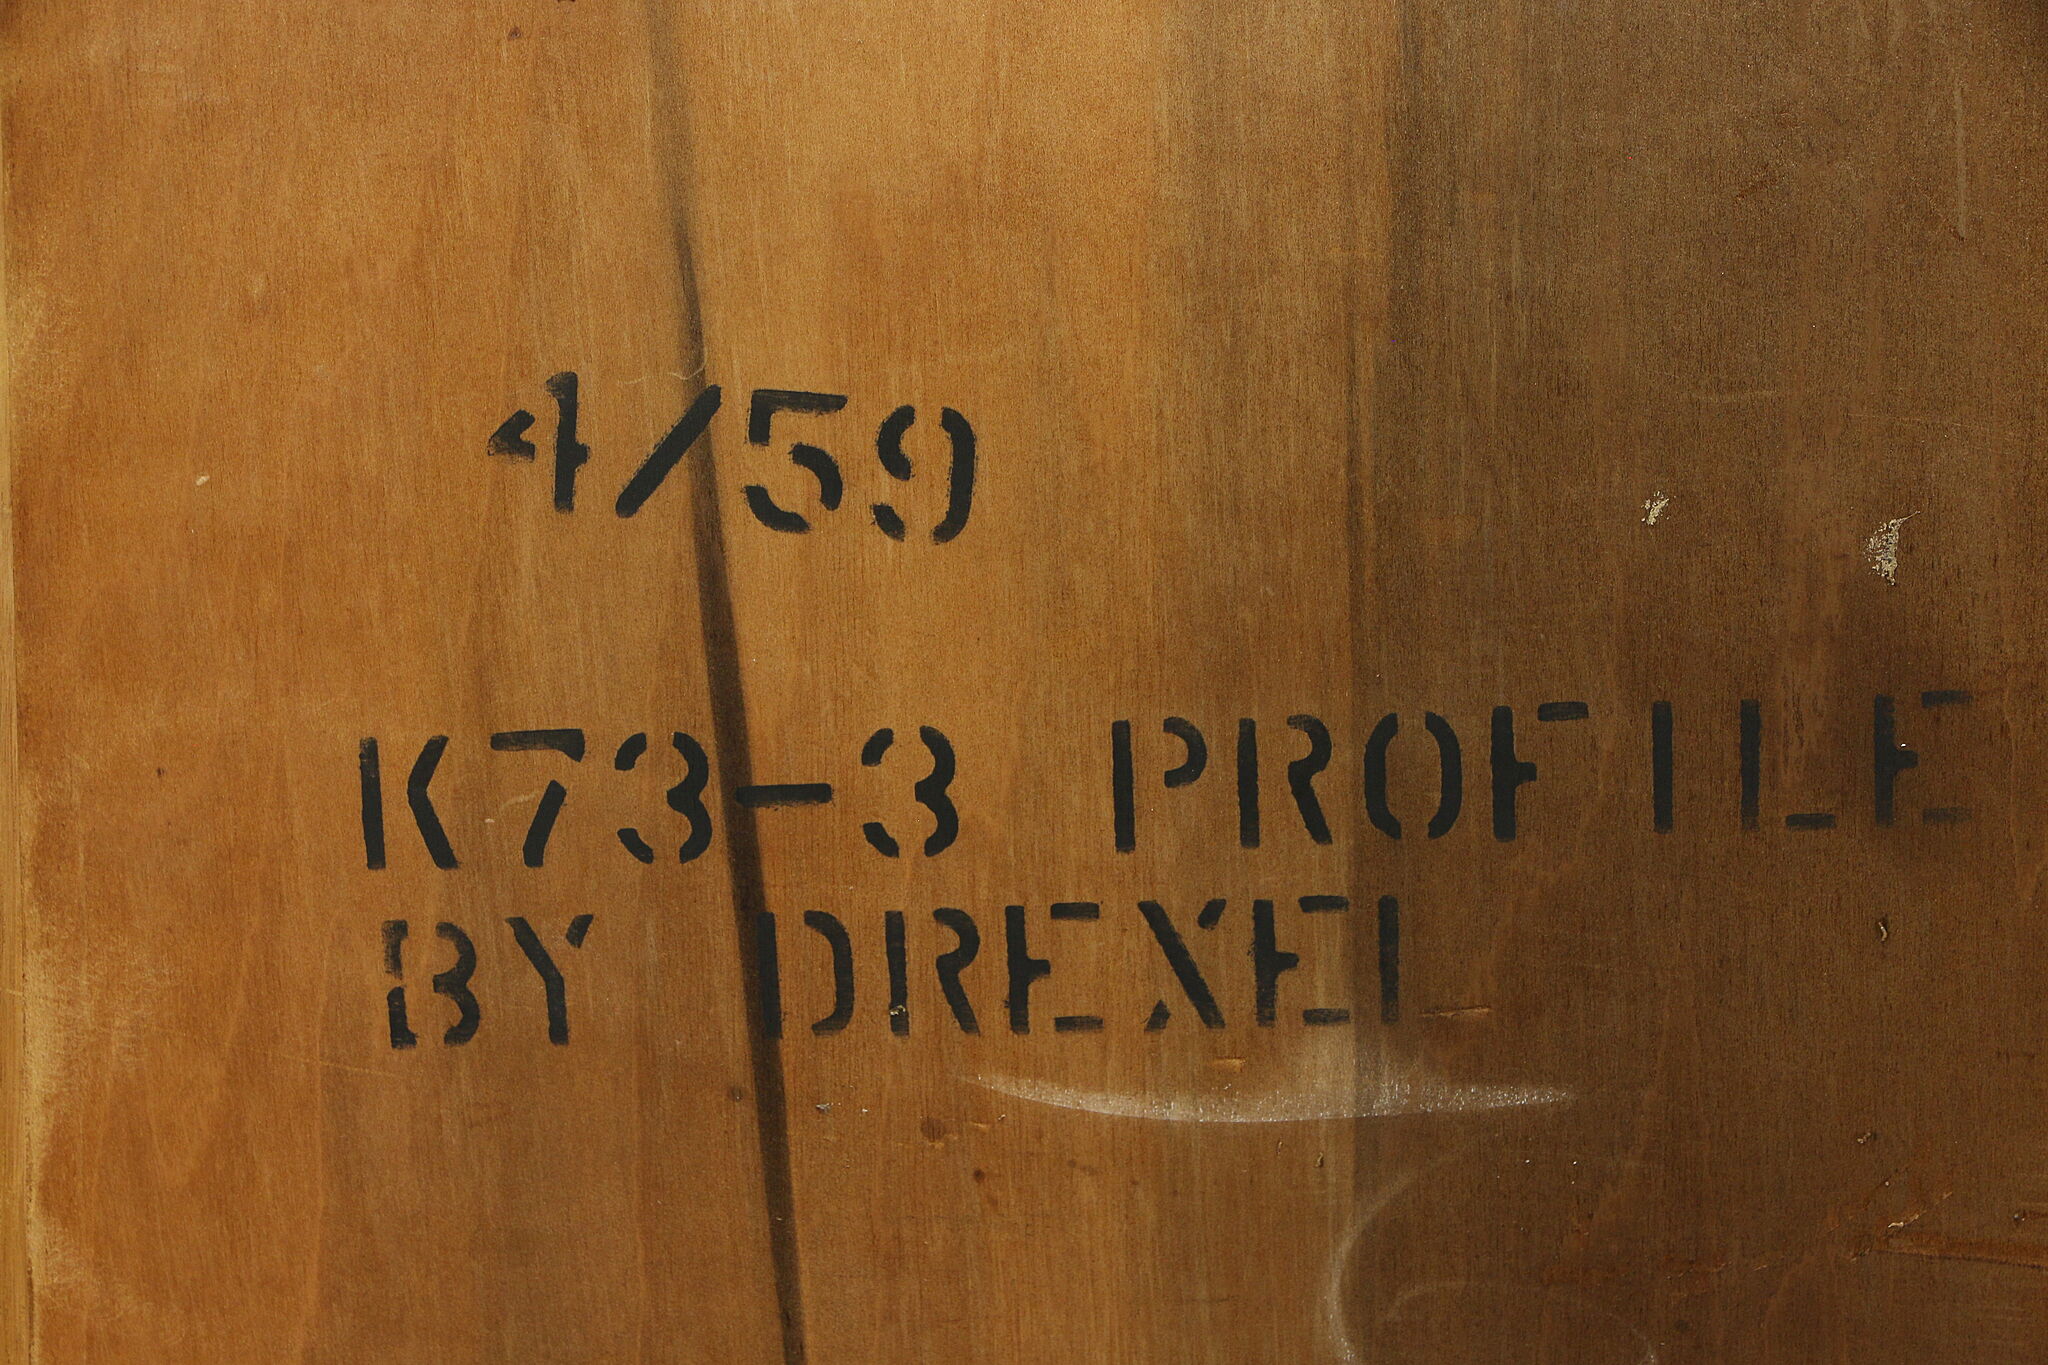 4/59
K73-3 PROFILE
BY DREXEL